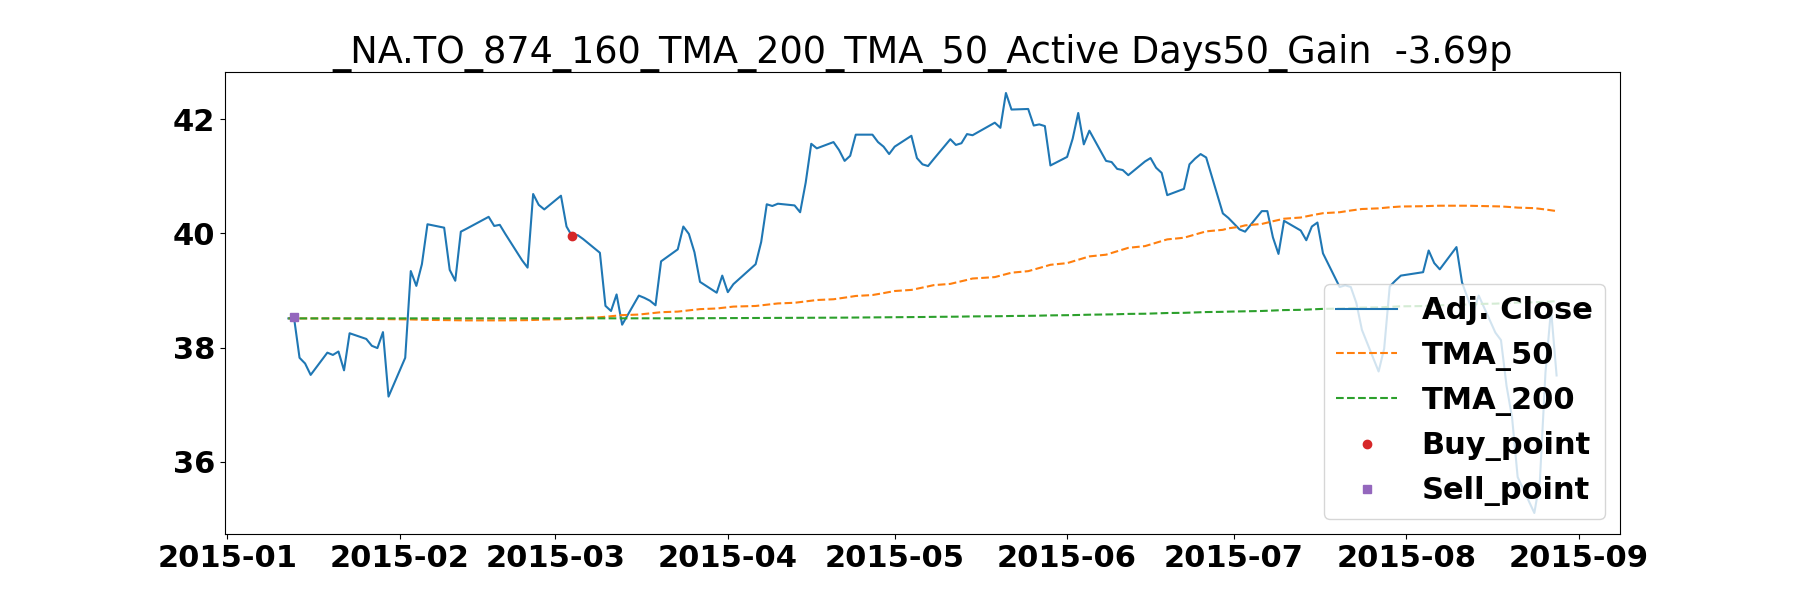 _NA.TO_874_160_TMA_200_TMA_50_Active Days50_Gain  -3.69p
42
40
38
36
2015-01 2015-02 2015-03 2015-04 2015-05 2015-06 2015-07 2015-08 2015-09
Adj. Close
TMA_50
TMA_200
Buy_point
Sell_point